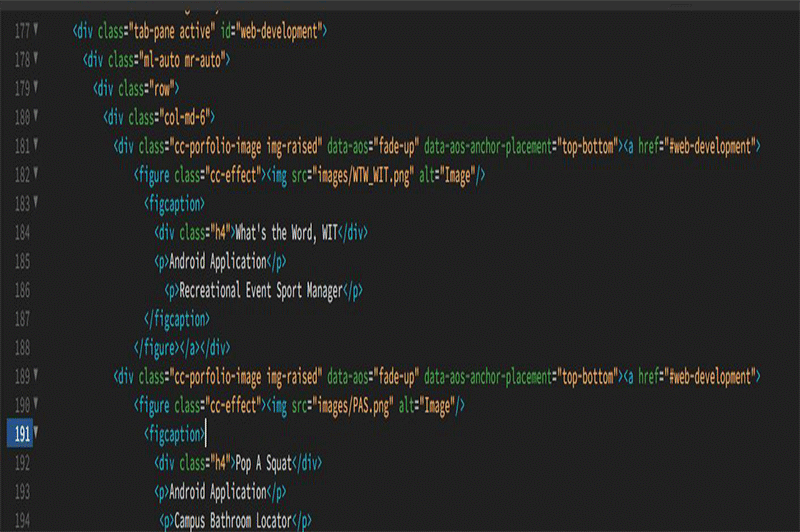 177 <div class="tab-pane active" id="web-development">
178 <div class="ml-auto mr-auto">
179 <div class="row">
180 <div class="col-md-6">
181 <div class="cc-porfolio-image img-raised" data-aos="fade-up" data-aos-anchor-placement="top-bottom"><a href="#web-development">
182 <figure class="cc-effect"><img src="images/WTW_WIT.png" alt="Image"/>
183 <figcaption>
184 <div class="h4">What's the Word, WIT</div>
185 <p>Android Application</p>
186 <p>Recreational Event Sport Manager</p>
187 </figcaption>
188 </figure></a></div>
189 <div class="cc-porfolio-image img-raised" data-aos="fade-up" data-aos-anchor-placement="top-bottom"><a href="#web-development">
190 <figure class="cc-effect"><img src="images/PAS.png" alt="Image"/>
191 <figcaption>
192 <div class="h4">Pop A Squat</div>
193 <p>Android Application</p>
194 <p>Campus Bathroom Locator</p>